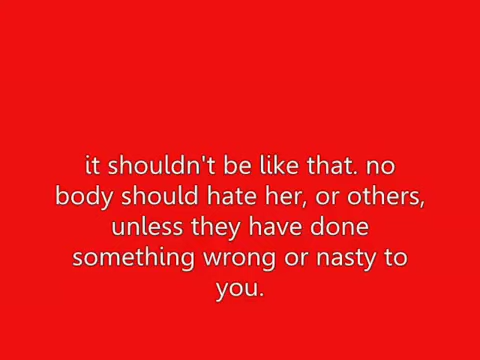 it shouldn't be like that. no
body should hate her, or others,
unless they have done
something wrong or nasty to
you.